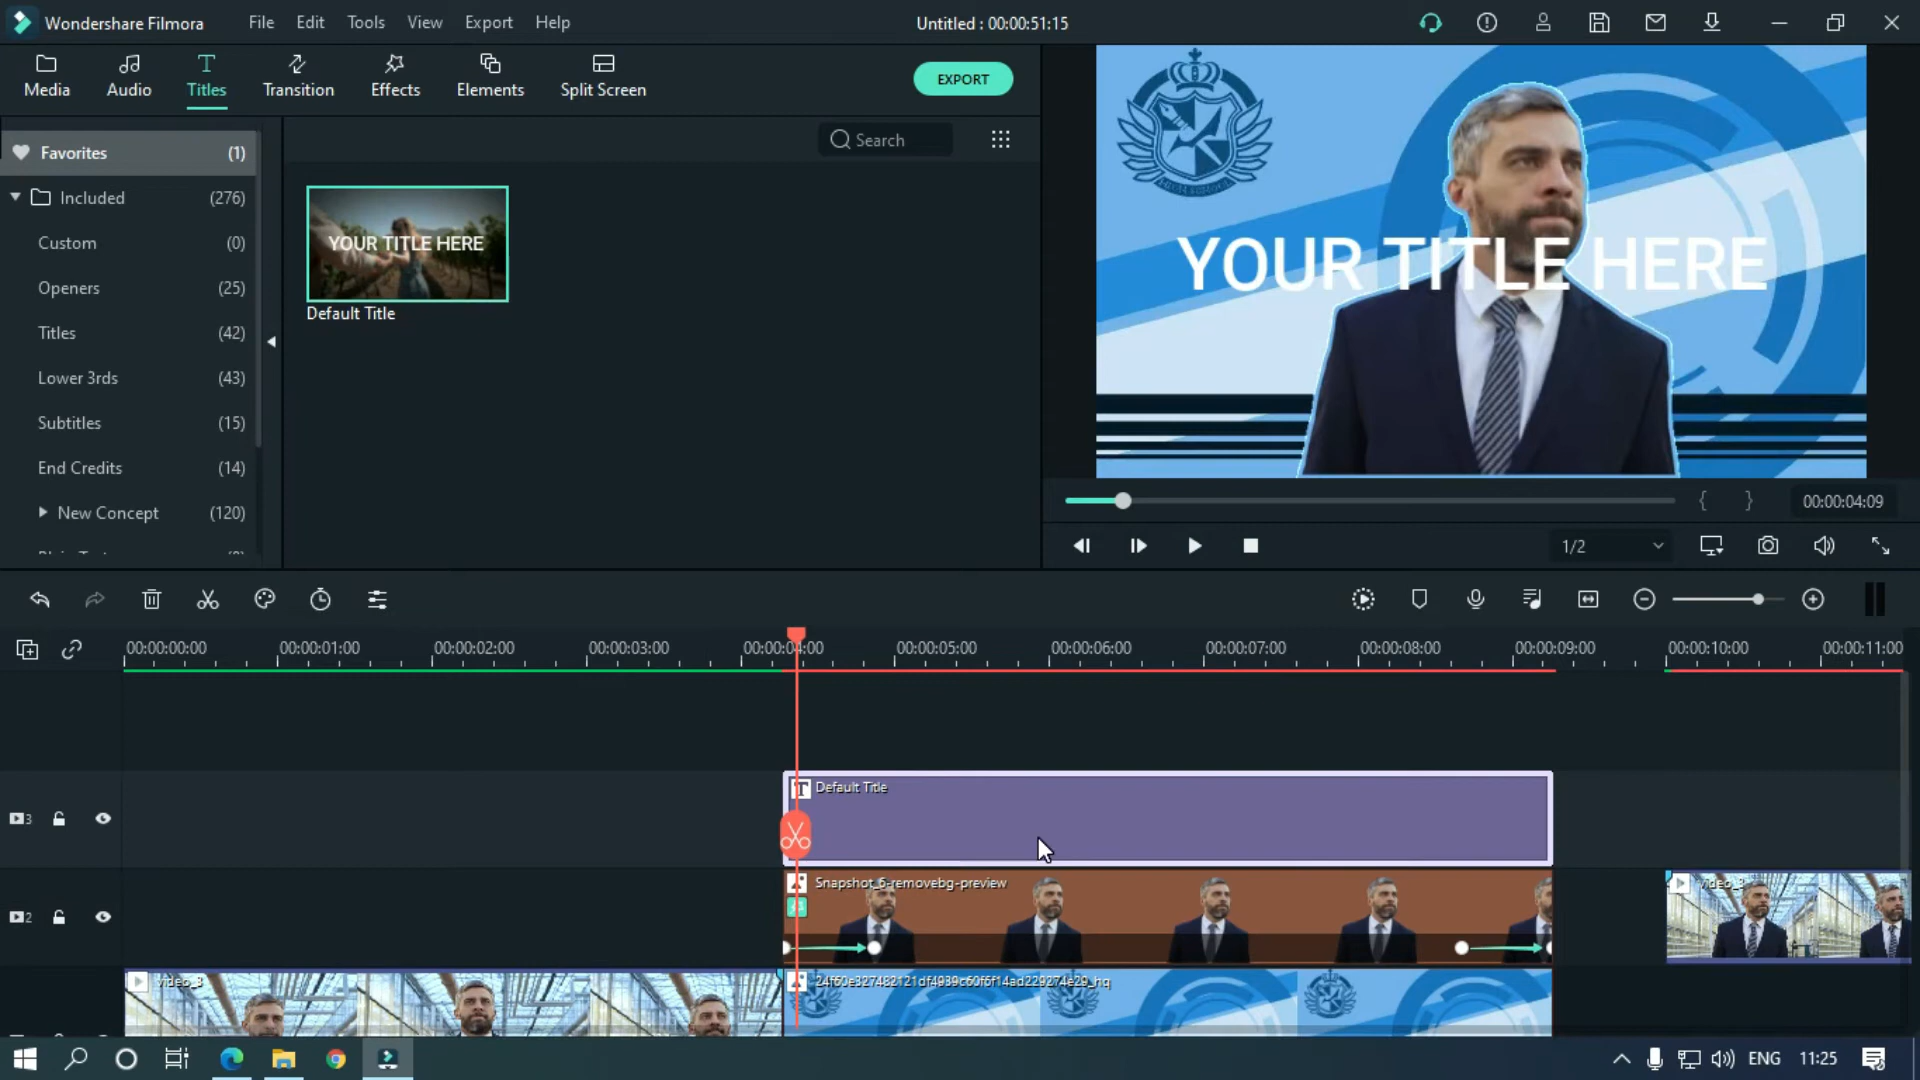 Wondershare Filmora
File Edit Tools View Export Help
Untitled : 00:00:51:15
Media Audio Titles Transition Effects Elements Split Screen
EXPORT
Favorites (1)
Search
Included (276)
Custom (0)
Openers (25)
Titles (42)
Lower 3rds (43)
Subtitles (15)
End Credits (14)
New Concept (120)
YOUR TITLE HERE
Default Title
YOUR TITLE HERE
{ } 00:00:04:09
1/2
00:00:00:00 00:00:01:00 00:00:02:00 00:00:03:00 00:00:04:00 00:00:05:00 00:00:06:00 00:00:07:00 00:00:08:00 00:00:09:00 00:00:10:00 00:00:11:00
3
Default Title
2
Snapshot_6-removebg-preview
video_3
video_3
24f60e327482121df4939c60f6f14ad229274e29_hq
ENG 11:25